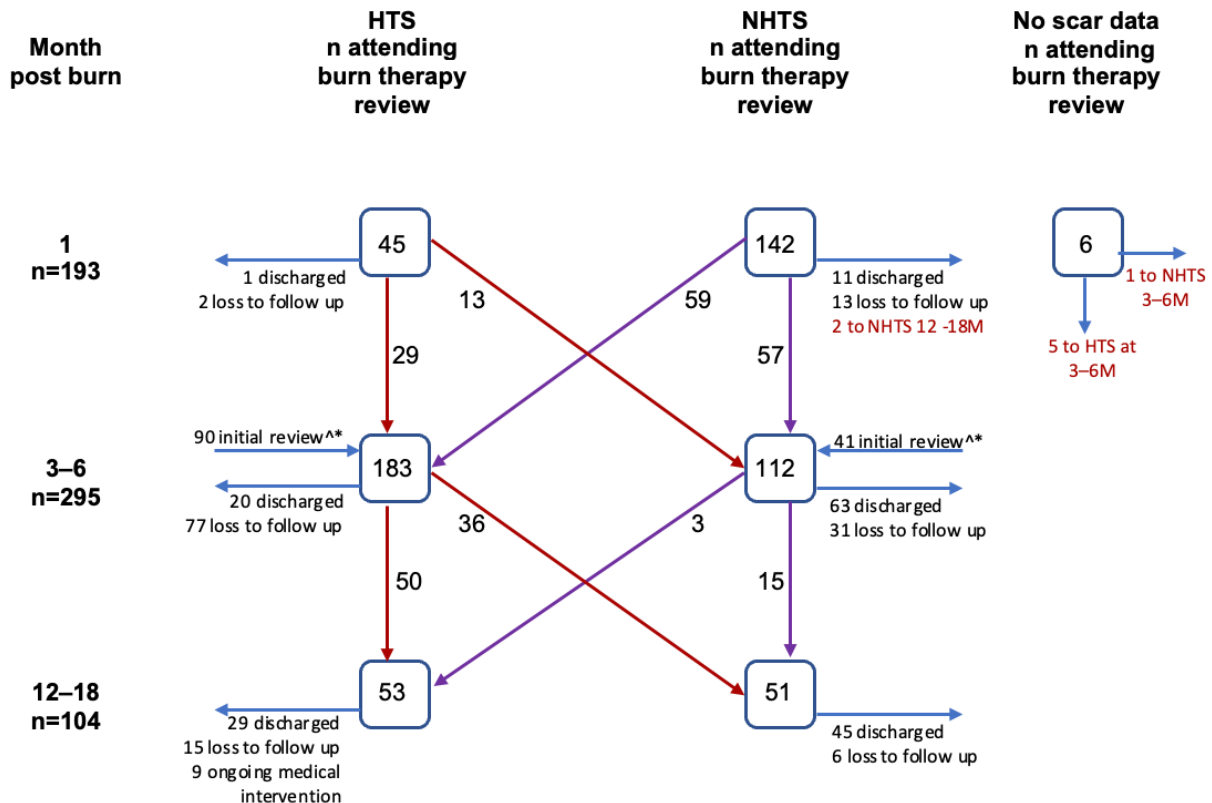 Month
post burn
HTS
n attending
burn therapy
review
NHTS
n attending
burn therapy
review
No scar data
n attending
burn therapy
review
1
n=193
45
1 discharged
2 loss to follow up
13
29
142
59
57
11 discharged
13 loss to follow up
2 to NHTS 12 -18M
6
1 to NHTS
3–6M
5 to HTS at
3–6M
3–6
n=295
90 initial review^*
183
20 discharged
77 loss to follow up
36
50
112
41 initial review^*
63 discharged
31 loss to follow up
3
15
12–18
n=104
53
29 discharged
15 loss to follow up
9 ongoing medical
intervention
51
45 discharged
6 loss to follow up